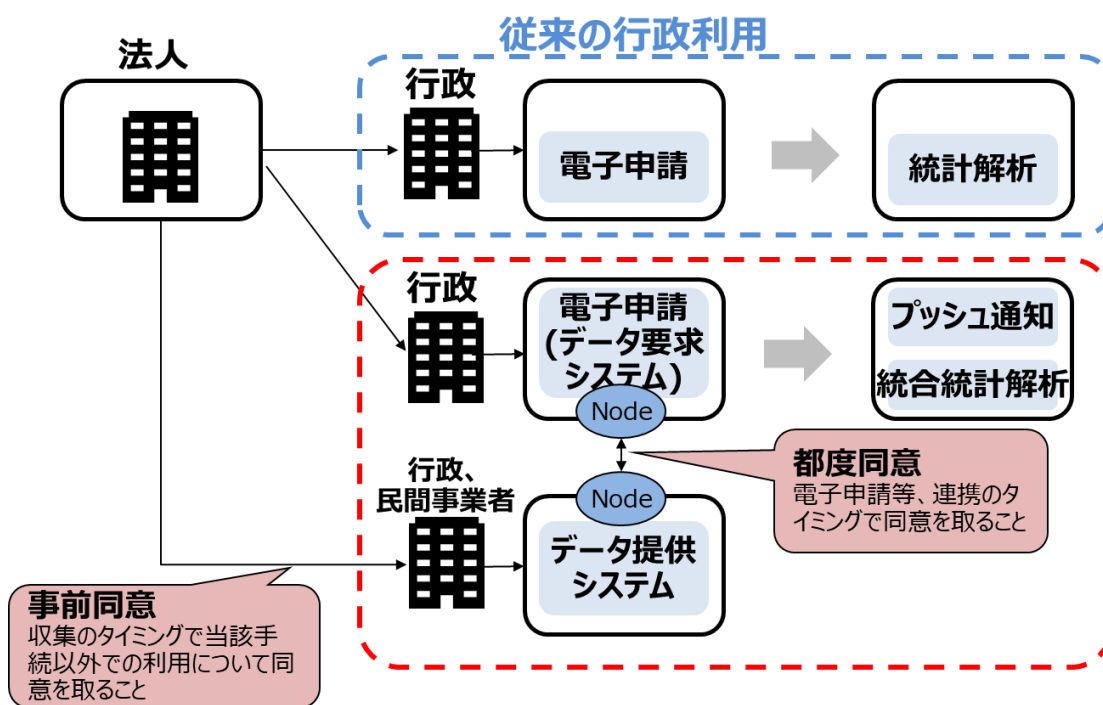 従来の行政利用
法人
行政
電子申請
統計解析
行政
電子申請
(データ要求
システム)
Node
プッシュ通知
統合統計解析
都度同意
電子申請等、連携のタ
イミングで同意を取ること
行政、
民間事業者
Node
データ提供
システム
事前同意
収集のタイミングで当該手
続以外での利用について同
意を取ること